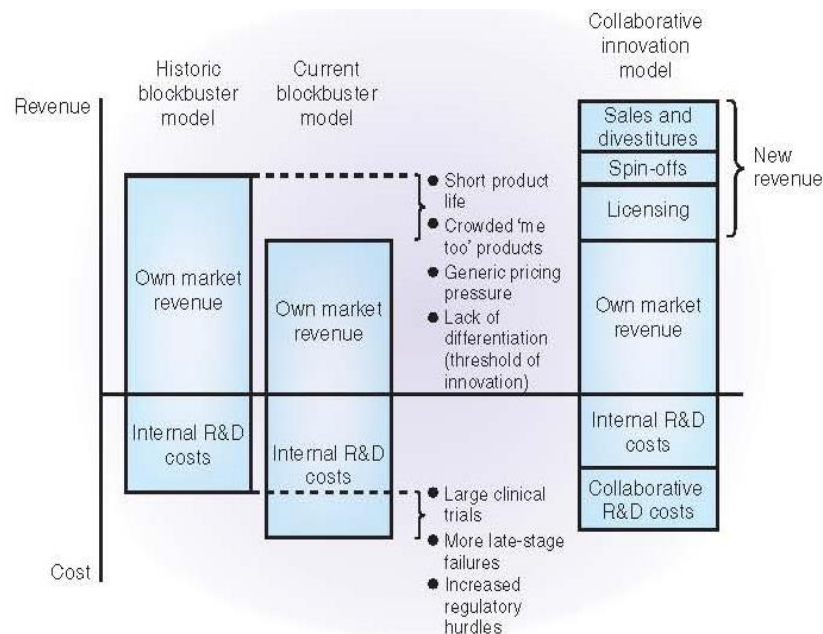 Historic
blockbuster
model
Current
blockbuster
model
Collaborative
innovation
model
Revenue
Own market
revenue
Internal R&D
costs
Own market
revenue
Internal R&D
costs
● Short product
life
● Crowded ‘me
too’ products
● Generic pricing
pressure
● Lack of
differentiation
(threshold of
innovation)
● Large clinical
trials
● More late-stage
failures
● Increased
regulatory
hurdles
Sales and
divestitures
Spin-offs
Licensing
Own market
revenue
Internal R&D
costs
Collaborative
R&D costs
New
revenue
Cost